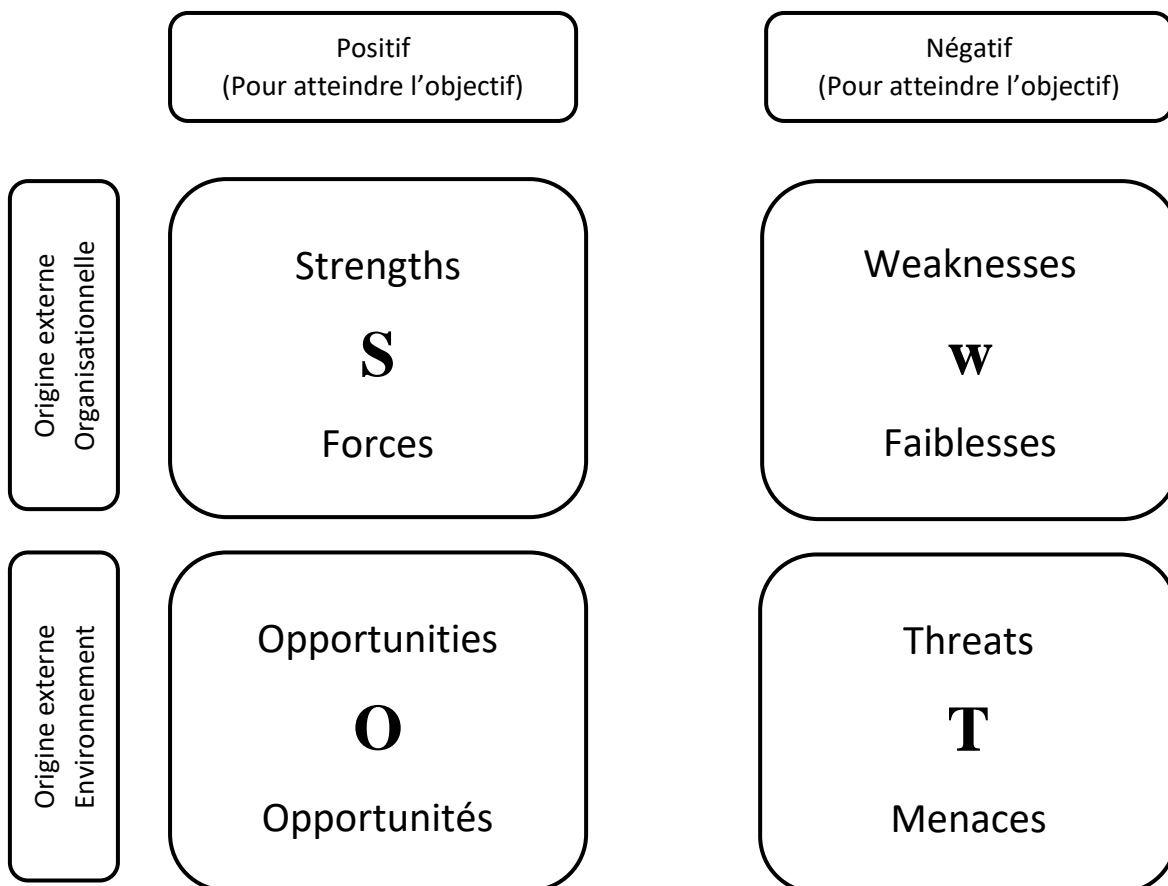 Positif
(Pour atteindre l’objectif)
Négatif
(Pour atteindre l’objectif)
Origine externe
Organisationnelle
Strengths
S
Forces
Weaknesses
w
Faiblesses
Origine externe
Environnement
Opportunities
O
Opportunités
Threats
T
Menaces